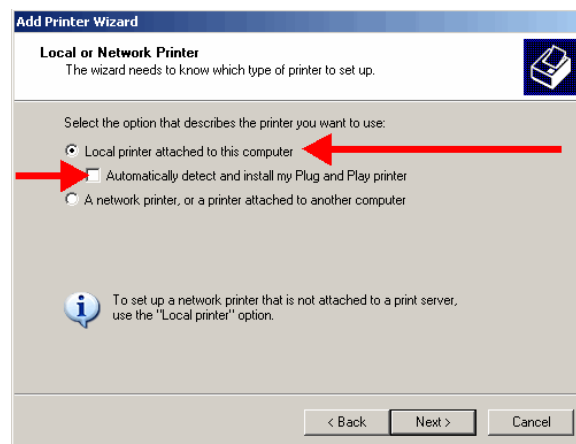 Add Printer Wizard
Local or Network Printer
The wizard needs to know which type of printer to set up.
Select the option that describes the printer you want to use:
Local printer attached to this computer
Automatically detect and install my Plug and Play printer
A network printer, or a printer attached to another computer
To set up a network printer that is not attached to a print server,
use the "Local printer" option.
< Back Next > Cancel